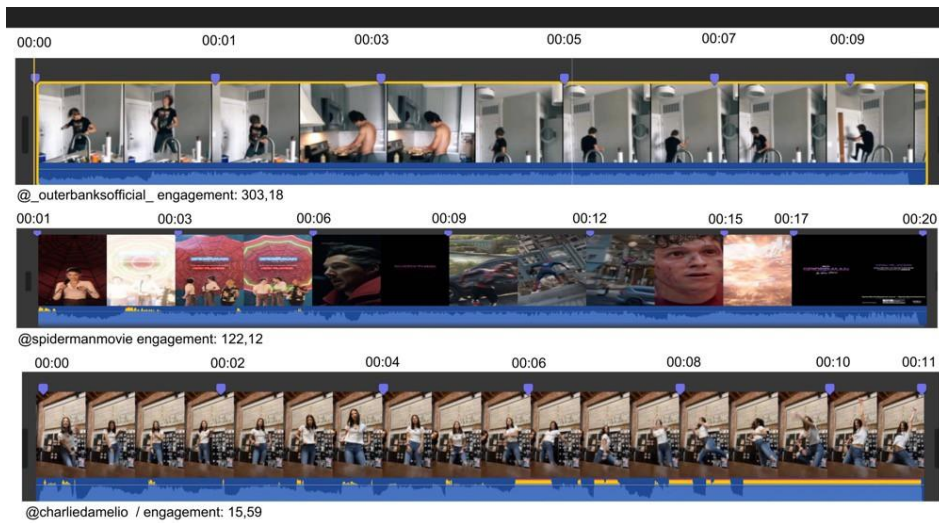 00:00 00:01 00:03 00:05 00:07 00:09
@_outerbanksofficial_ engagement: 303,18
00:01 00:03 00:06 00:09 00:12 00:15 00:17 00:20
@spidermanmovie engagement: 122,12
00:00 00:02 00:04 00:06 00:08 00:10 00:11
@charliedamelio / engagement: 15,59